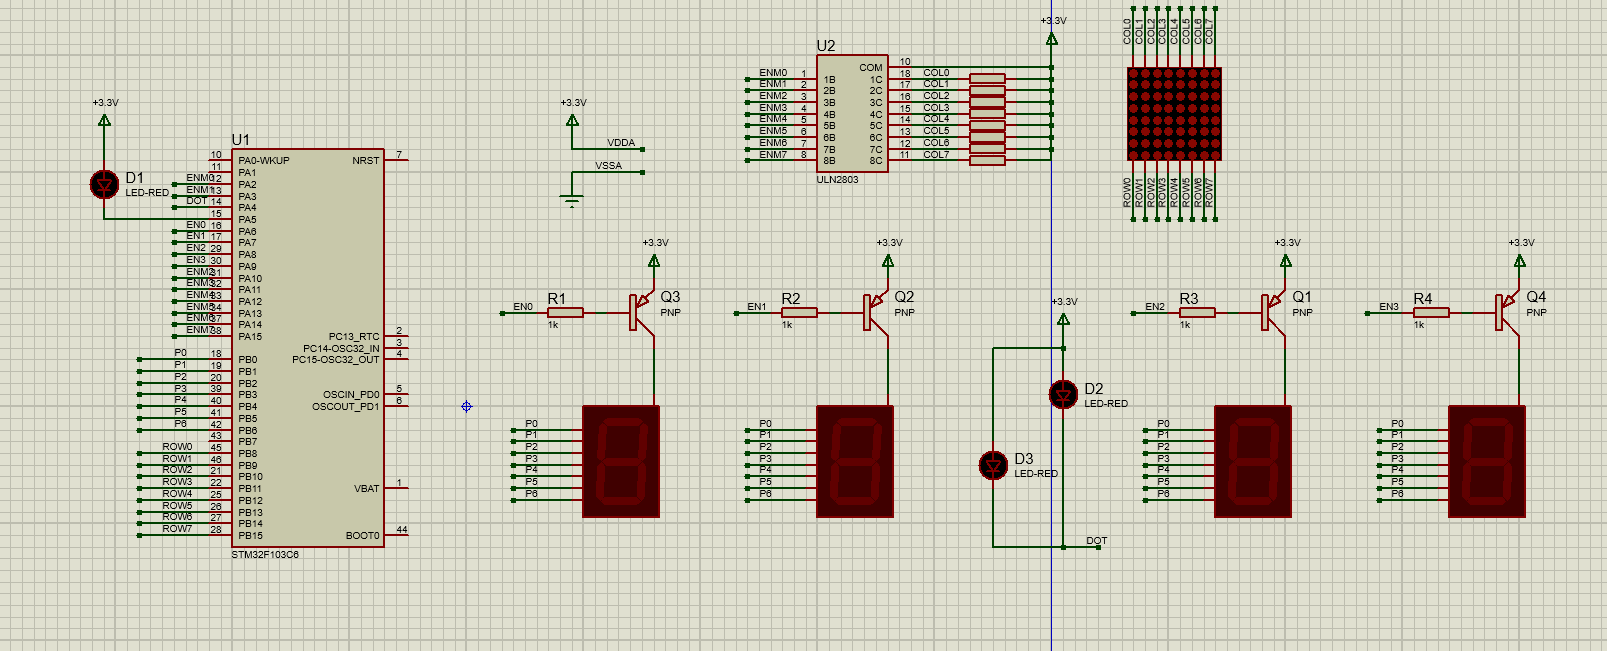 +3.3V
D1
LED-RED
U1
10 PA0-WKUP
11 PA1
ENM0 12 PA2
ENM1 13 PA3
DOT 14 PA4
15 PA5
EN0 16 PA6
EN1 17 PA7
EN2 29 PA8
EN3 30 PA9
ENM2 31 PA10
ENM3 32 PA11
ENM4 33 PA12
ENM5 34 PA13
ENM6 37 PA14
ENM7 38 PA15
P0 18 PB0
P1 19 PB1
P2 20 PB2
P3 39 PB3
P4 40 PB4
P5 41 PB5
P6 42 PB6
43 PB7
ROW0 45 PB8
ROW1 46 PB9
ROW2 21 PB10
ROW3 22 PB11
ROW4 25 PB12
ROW5 26 PB13
ROW6 27 PB14
ROW7 28 PB15
NRST 7
PC13_RTC 2
PC14-OSC32_IN 3
PC15-OSC32_OUT 4
OSCIN_PD0 5
OSCOUT_PD1 6
VBAT 1
BOOT0 44
STM32F103C6
+3.3V
VDDA
VSSA
U2
ENM0 1 1B
ENM1 2 2B
ENM2 3 3B
ENM3 4 4B
ENM4 5 5B
ENM5 6 6B
ENM6 7 7B
ENM7 8 8B
COM 10
1C 18 COL0
2C 17 COL1
3C 16 COL2
4C 15 COL3
5C 14 COL4
6C 13 COL5
7C 12 COL6
8C 11 COL7
ULN2803
+3.3V
COL0
COL1
COL2
COL3
COL4
COL5
COL6
COL7
ROW0
ROW1
ROW2
ROW3
ROW4
ROW5
ROW6
ROW7
+3.3V
EN0
R1
1k
Q3
PNP
P0
P1
P2
P3
P4
P5
P6
+3.3V
EN1
R2
1k
Q2
PNP
P0
P1
P2
P3
P4
P5
P6
+3.3V
D2
LED-RED
D3
LED-RED
DOT
+3.3V
EN2
R3
1k
Q1
PNP
P0
P1
P2
P3
P4
P5
P6
+3.3V
EN3
R4
1k
Q4
PNP
P0
P1
P2
P3
P4
P5
P6